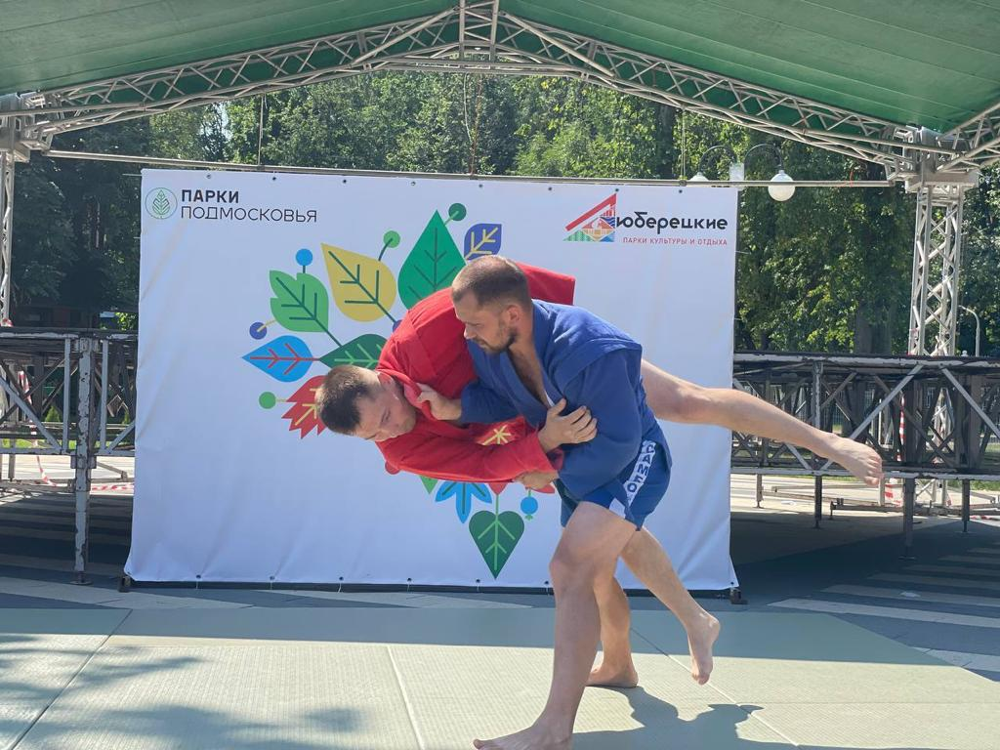 ПАРКИ
ПОДМОСКОВЬЯ
Люберецкие
ПАРКИ КУЛЬТУРЫ И ОТДЫХА
САМБО